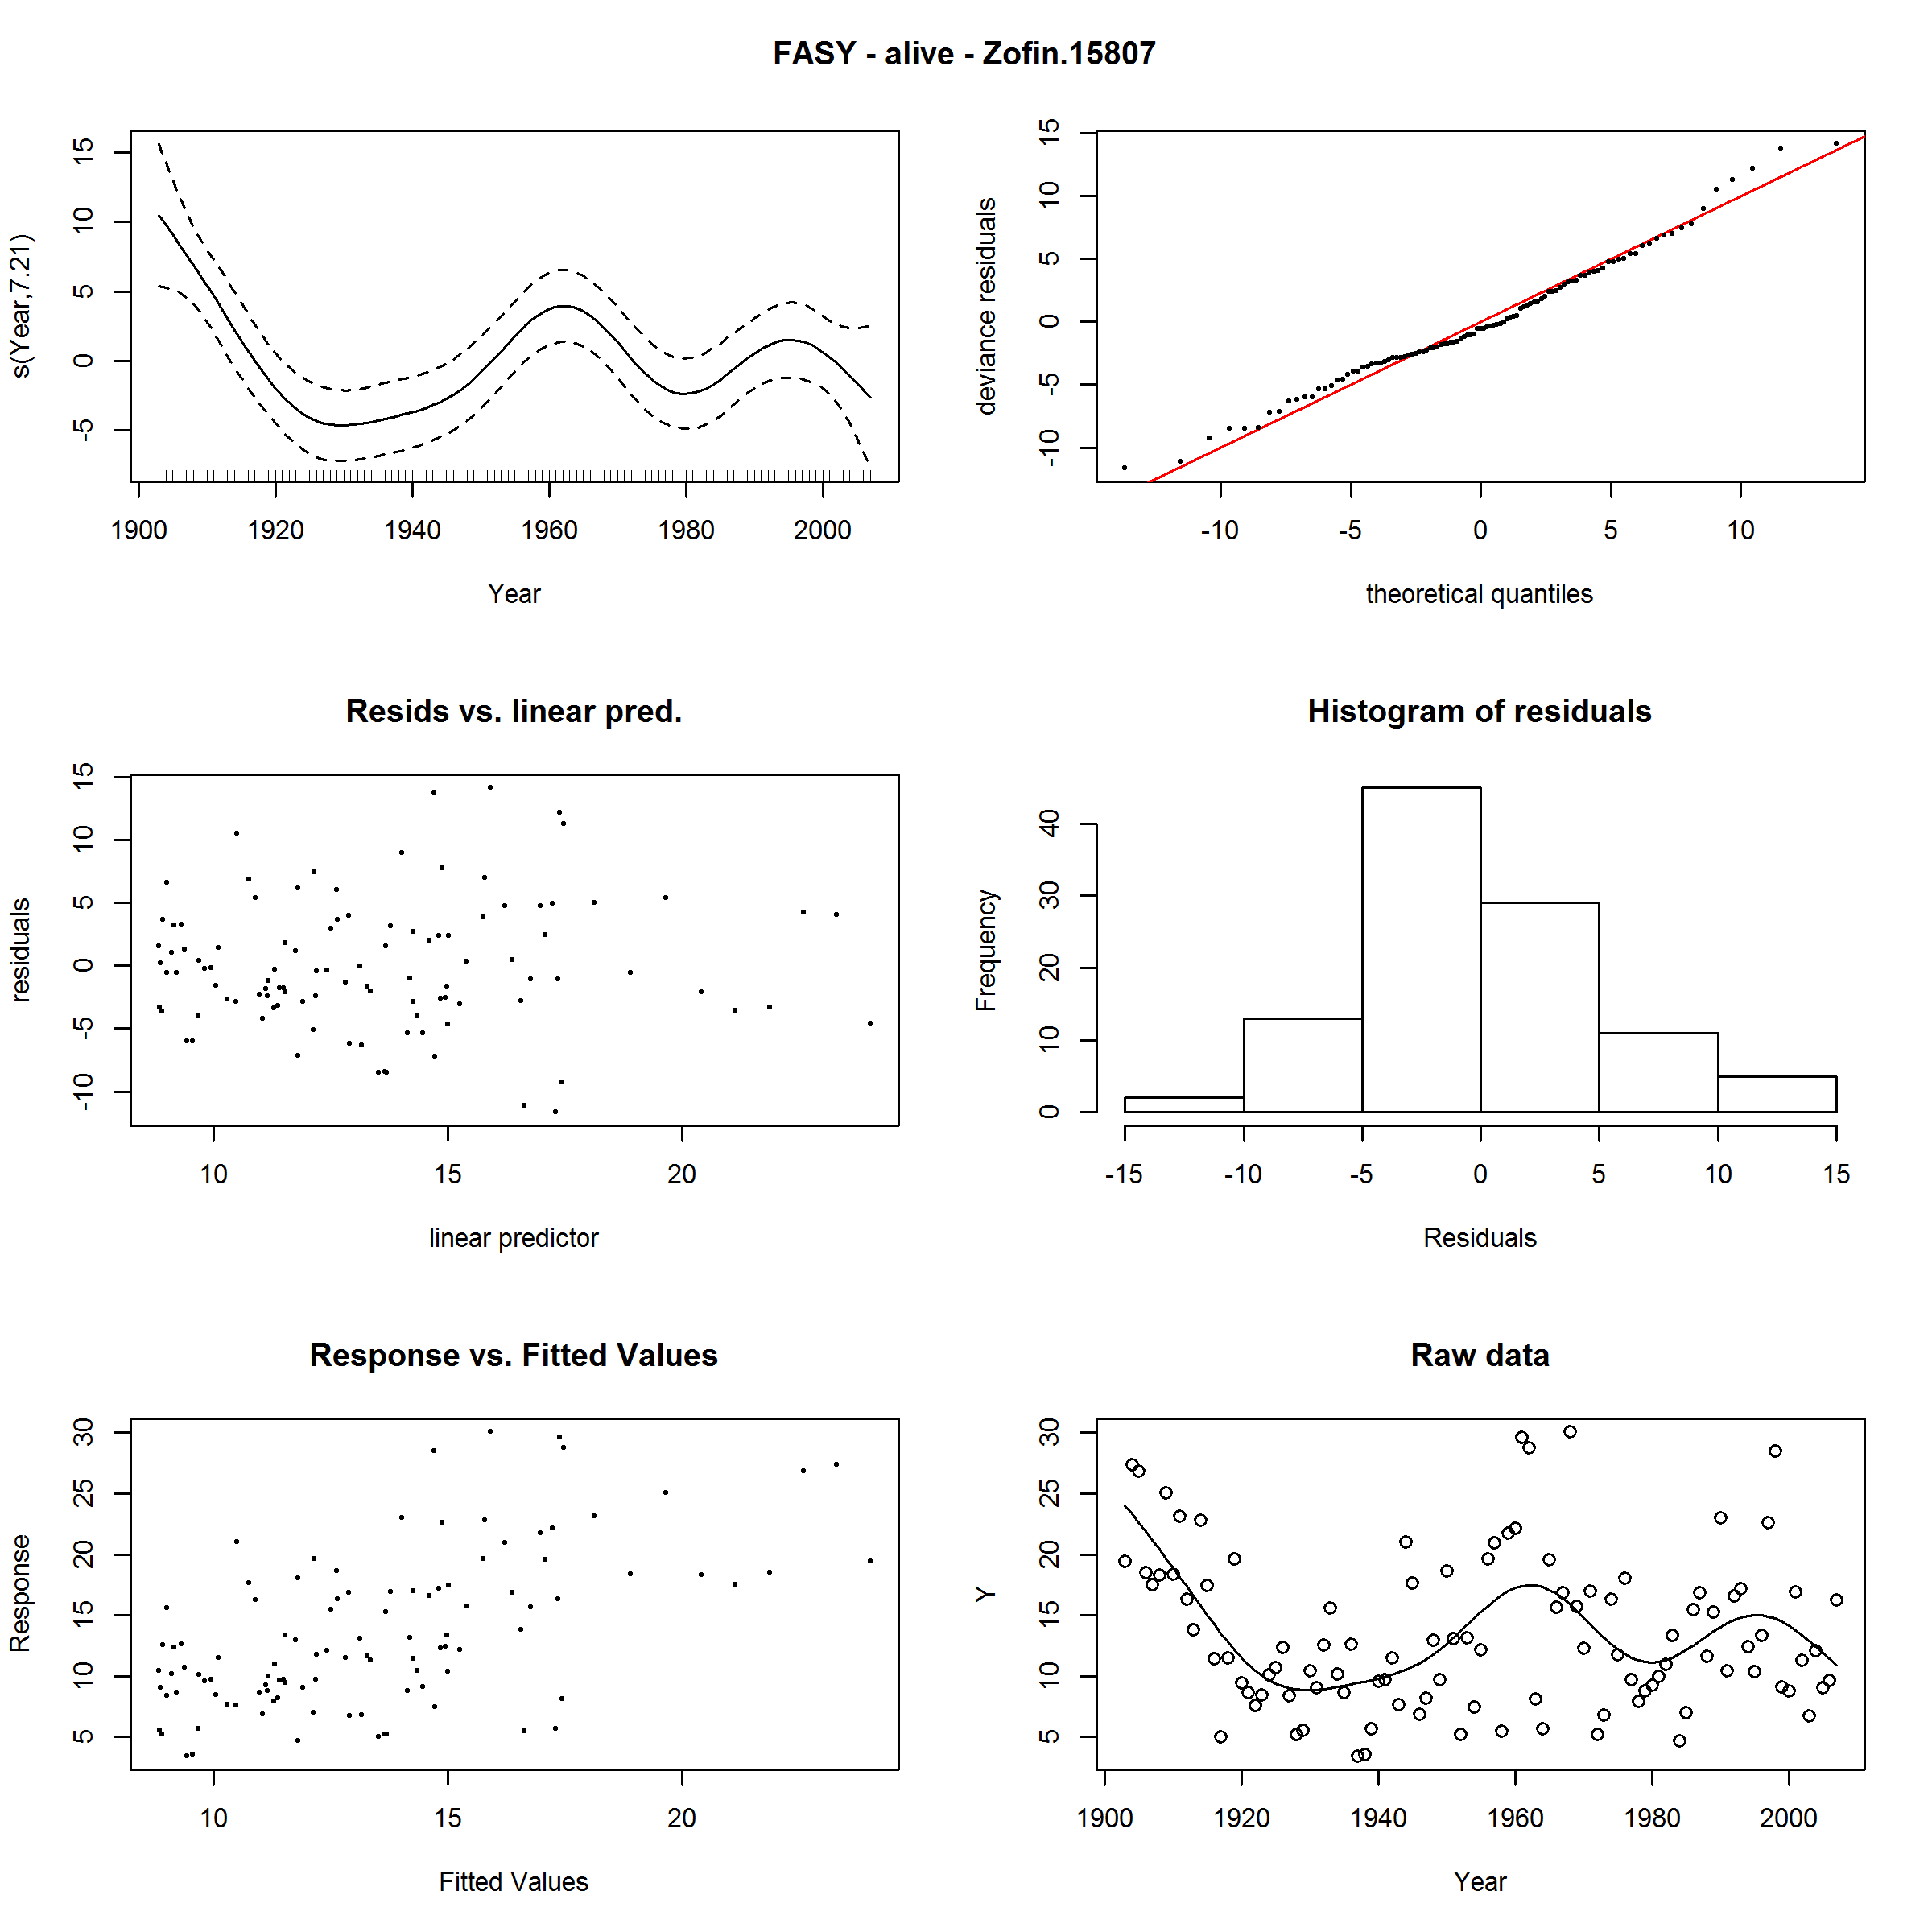 FASY - alive - Zofin.15807
s(Year,7.21)
-5 0 5 10 15
1900 1920 1940 1960 1980 2000
Year
deviance residuals
-10 -5 0 5 10 15
-10 -5 0 5 10
theoretical quantiles
Resids vs. linear pred.
residuals
-10 -5 0 5 10 15
10 15 20
linear predictor
Histogram of residuals
Frequency
0 10 20 30 40
-15 -10 -5 0 5 10 15
Residuals
Response vs. Fitted Values
Response
5 10 15 20 25 30
10 15 20
Fitted Values
Raw data
Y
5 10 15 20 25 30
1900 1920 1940 1960 1980 2000
Year